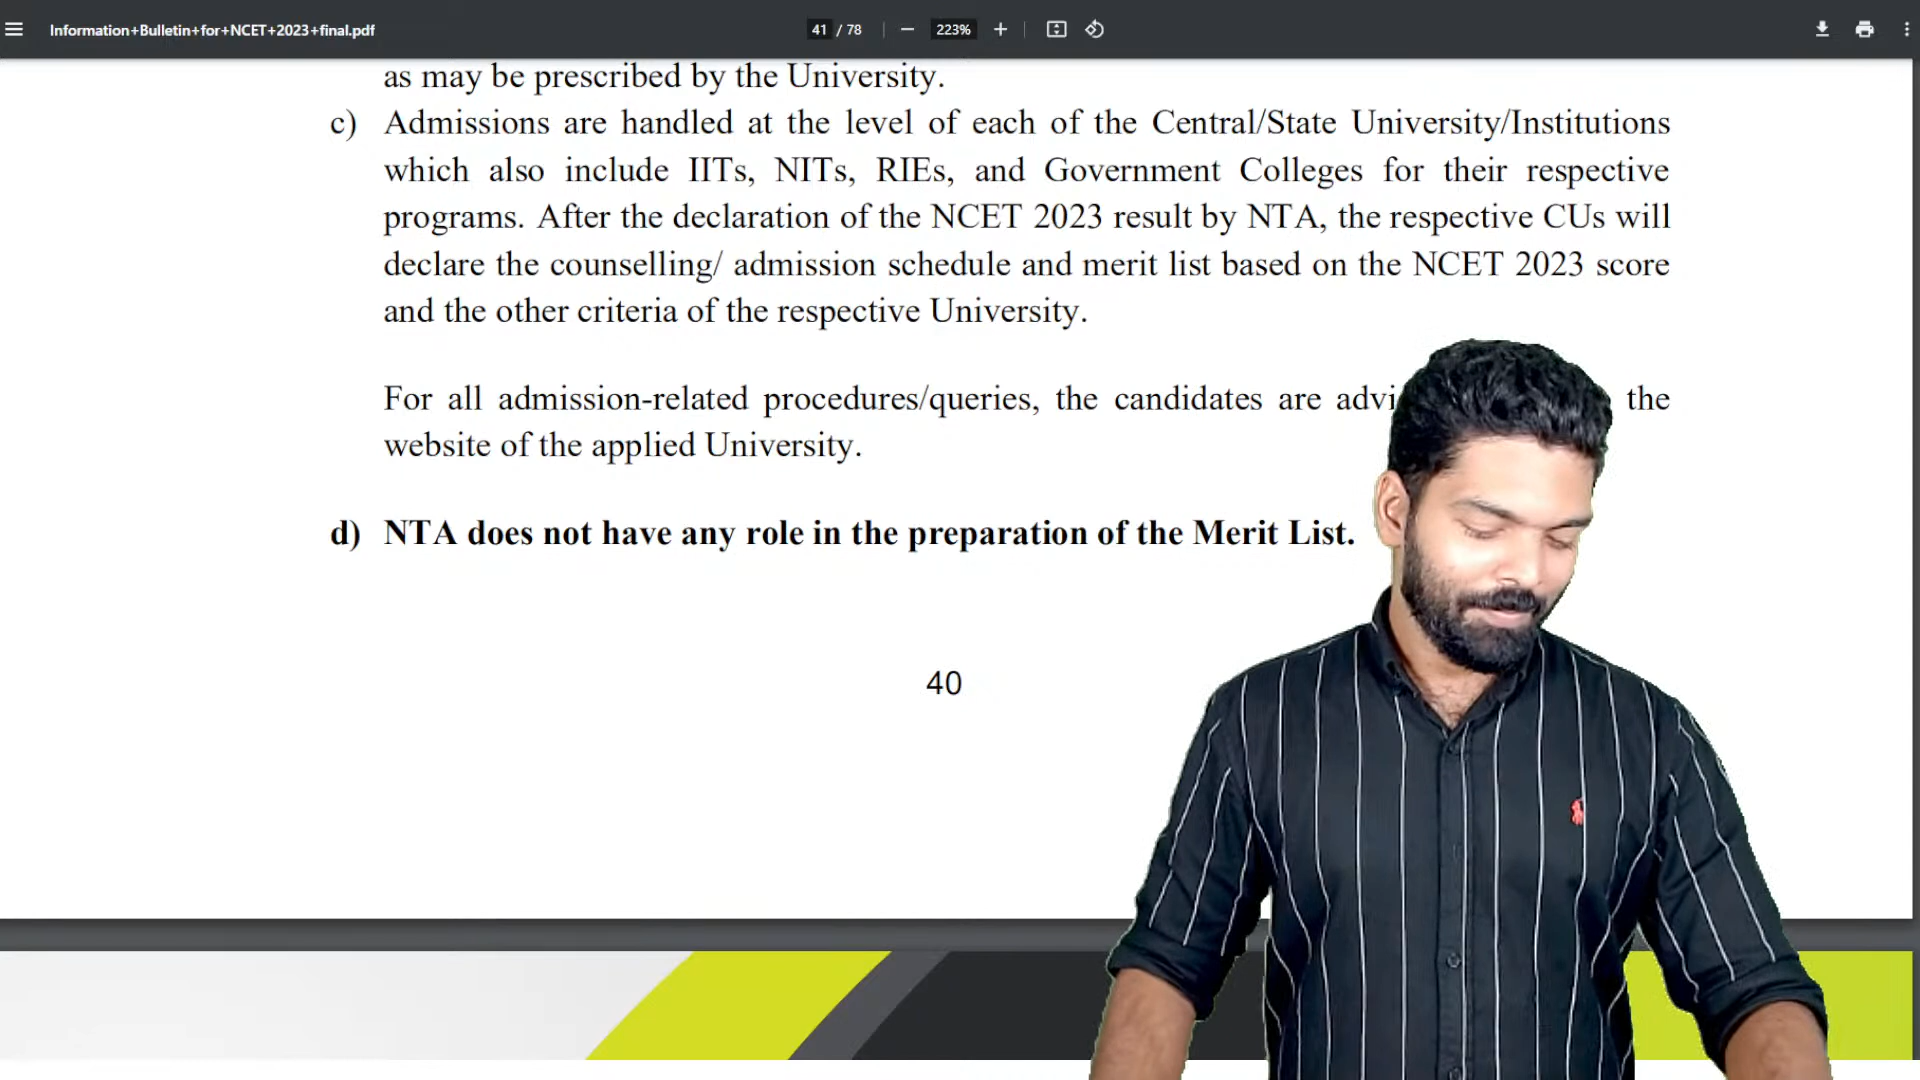 Information+Bulletin+for+NCET+2023+final.pdf
41 / 78
223%
as may be prescribed by the University.
c) Admissions are handled at the level of each of the Central/State University/Institutions
which also include IITs, NITs, RIEs, and Government Colleges for their respective
programs. After the declaration of the NCET 2023 result by NTA, the respective CUs will
declare the counselling/ admission schedule and merit list based on the NCET 2023 score
and the other criteria of the respective University.
For all admission-related procedures/queries, the candidates are the
website of the applied University.
d) NTA does not have any role in the preparation of the Merit List.
40